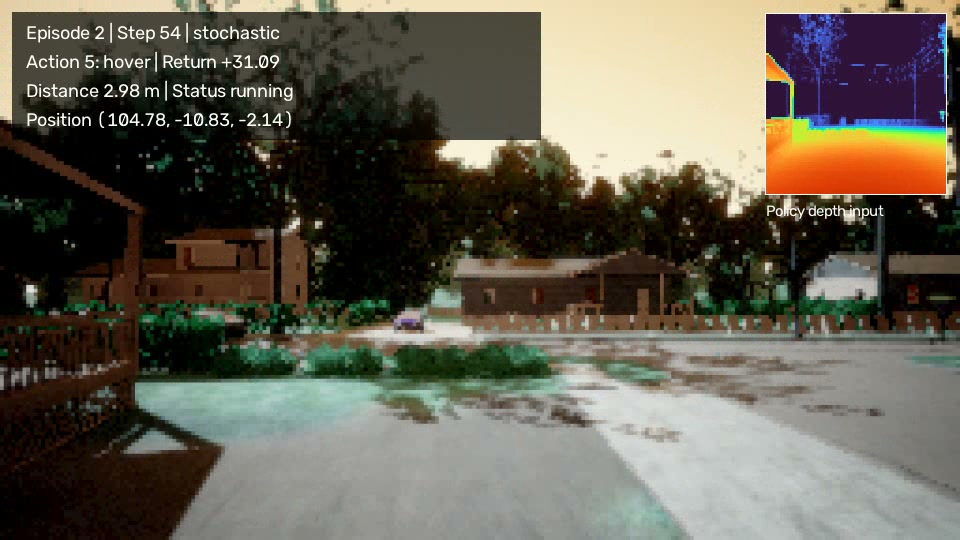 Episode 2 | Step 54 | stochastic
Action 5: hover | Return +31.09
Distance 2.98 m | Status running
Position (104.78, -10.83, -2.14)
Policy depth input